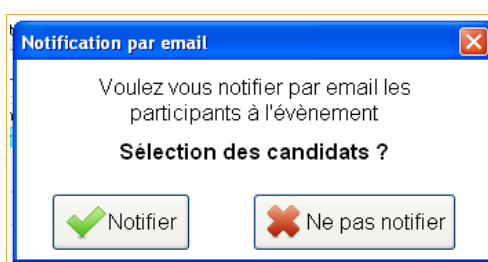 Notification par email
Voulez vous notifier par email les
participants à l'évènement
Sélection des candidats ?
Notifier
Ne pas notifier